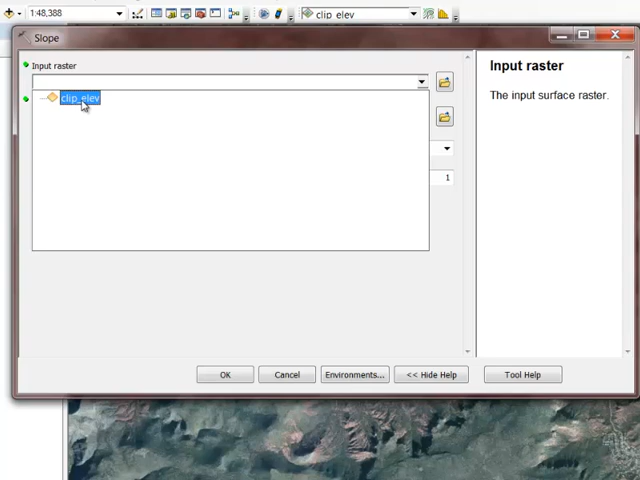 1:48,388
clip_elev
Slope
Input raster
Input raster
The input surface raster.
clip_elev
1
OK
Cancel
Environments...
<< Hide Help
Tool Help